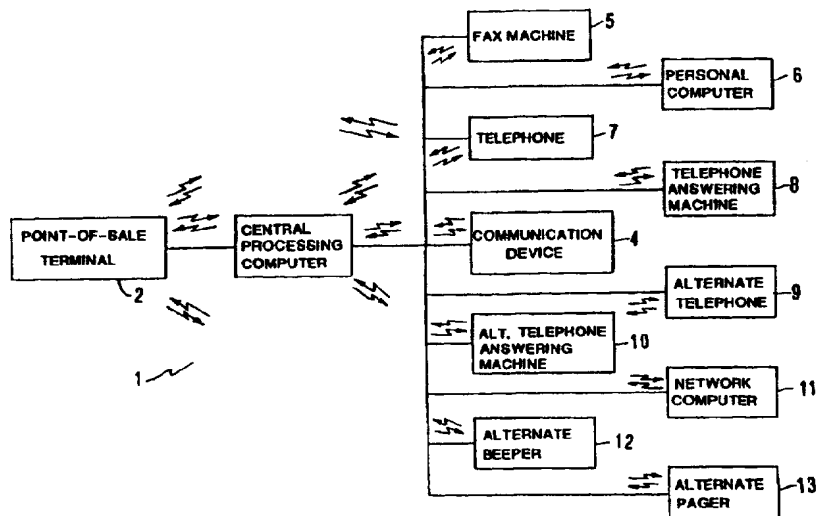 5
FAX MACHINE
6
PERSONAL
COMPUTER
7
TELEPHONE
TELEPHONE
ANSWERING
MACHINE
8
POINT-OF-SALE
TERMINAL
2
CENTRAL
PROCESSING
COMPUTER
COMMUNICATION
DEVICE
4
ALTERNATE
TELEPHONE
9
ALT. TELEPHONE
ANSWERING
MACHINE
10
1
NETWORK
COMPUTER
11
ALTERNATE
BEEPER
12
ALTERNATE
PAGER
13